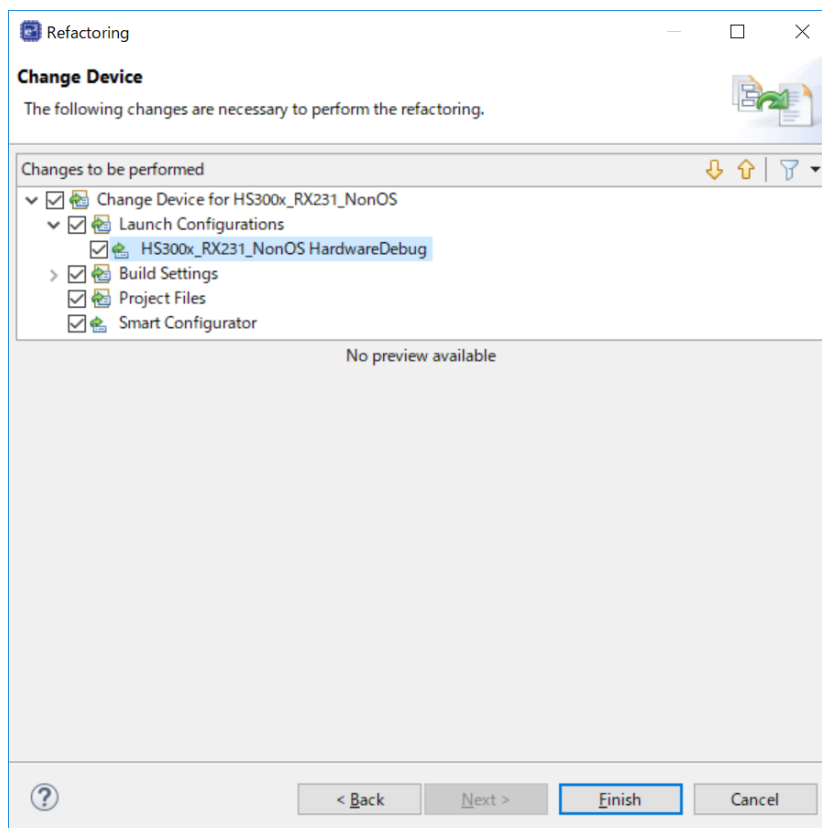 Refactoring
Change Device
The following changes are necessary to perform the refactoring.
Changes to be performed
Change Device for HS300x_RX231_NonOS
Launch Configurations
HS300x_RX231_NonOS HardwareDebug
Build Settings
Project Files
Smart Configurator
No preview available
?
< Back Next > Finish Cancel